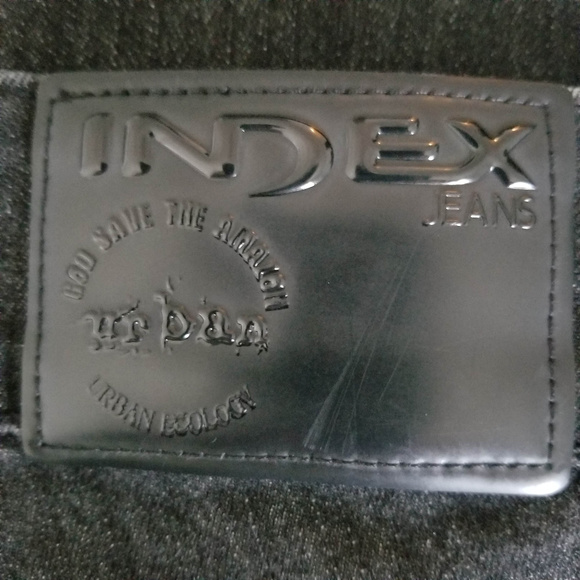 INDEX
JEANS
GOD SAVE THE
urban
URBAN ECOLOGY